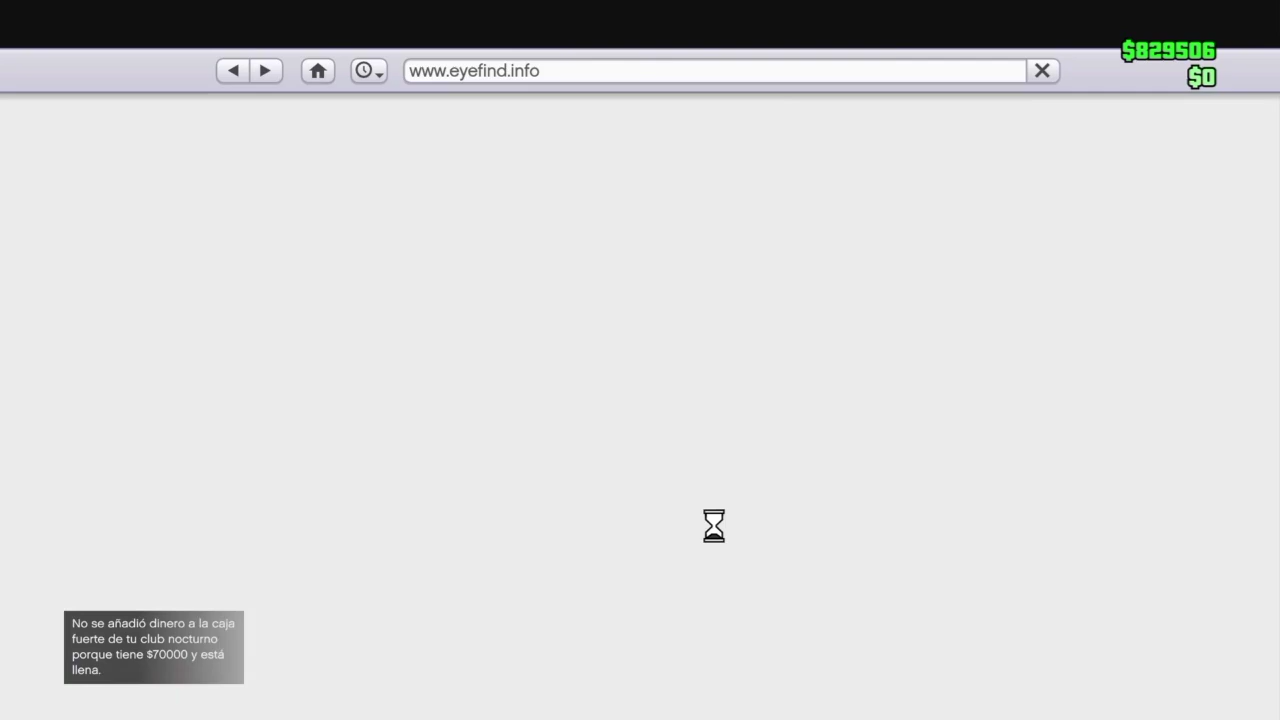 $829506
www.eyefind.info
$0
No se añadió dinero a la caja
fuerte de tu club nocturno
porque tiene $70000 y está
llena.